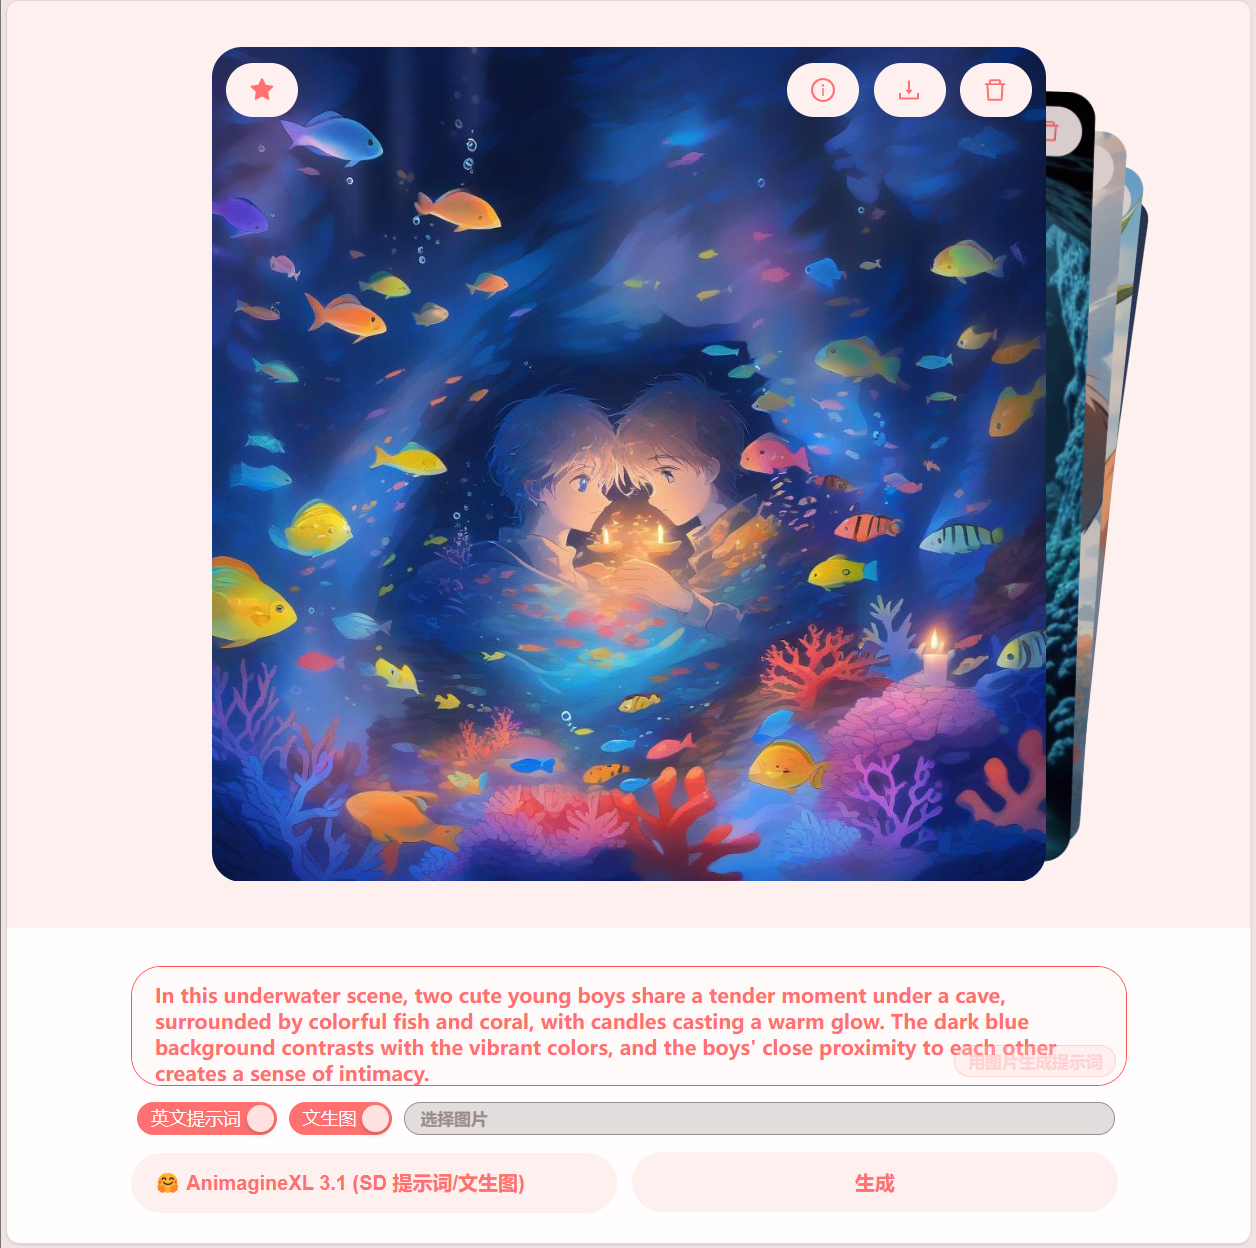 In this underwater scene, two cute young boys share a tender moment under a cave,
surrounded by colorful fish and coral, with candles casting a warm glow. The dark blue
background contrasts with the vibrant colors, and the boys' close proximity to each other
creates a sense of intimacy.
用图片生成提示词
英文提示词
文生图
选择图片
🤗 AnimagineXL 3.1 (SD 提示词/文生图)
生成